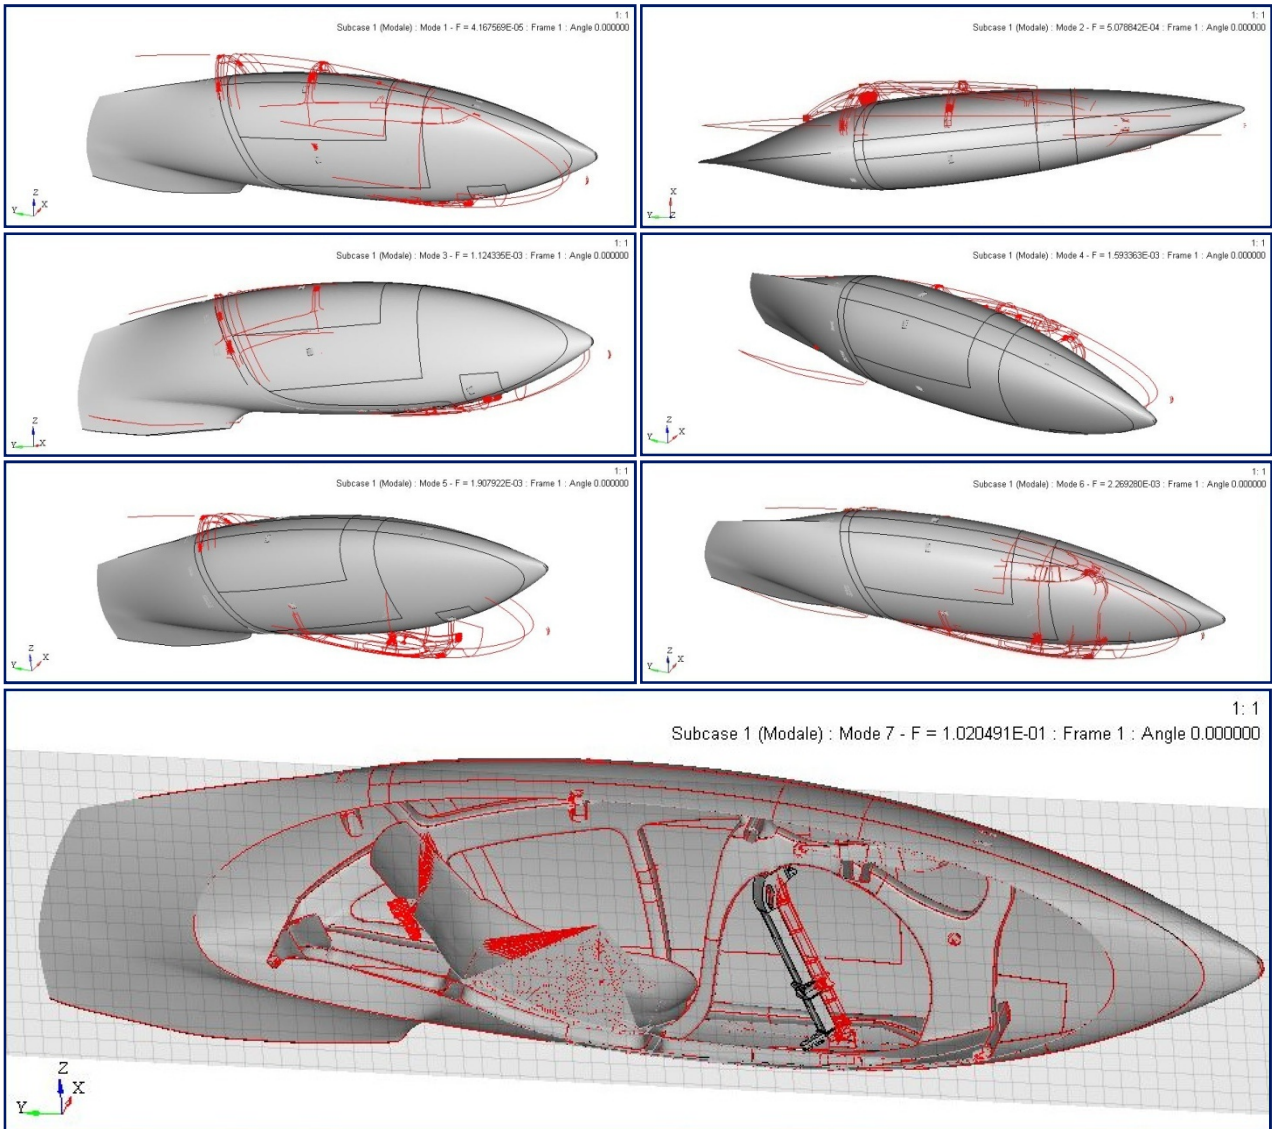 1: 1
Subcase 1 (Modale) : Mode 1 - F = 4.167569E-05 : Frame 1 : Angle 0.000000
Z
Y X
1: 1
Subcase 1 (Modale) : Mode 2 - F = 5.078842E-04 : Frame 1 : Angle 0.000000
X
Y Z
1: 1
Subcase 1 (Modale) : Mode 3 - F = 1.124335E-03 : Frame 1 : Angle 0.000000
Z
Y X
1: 1
Subcase 1 (Modale) : Mode 4 - F = 1.593363E-03 : Frame 1 : Angle 0.000000
Z
Y X
1: 1
Subcase 1 (Modale) : Mode 5 - F = 1.907922E-03 : Frame 1 : Angle 0.000000
Z
Y X
1: 1
Subcase 1 (Modale) : Mode 6 - F = 2.269280E-03 : Frame 1 : Angle 0.000000
Z
Y X
1: 1
Subcase 1 (Modale) : Mode 7 - F = 1.020491E-01 : Frame 1 : Angle 0.000000
Z
X
Y